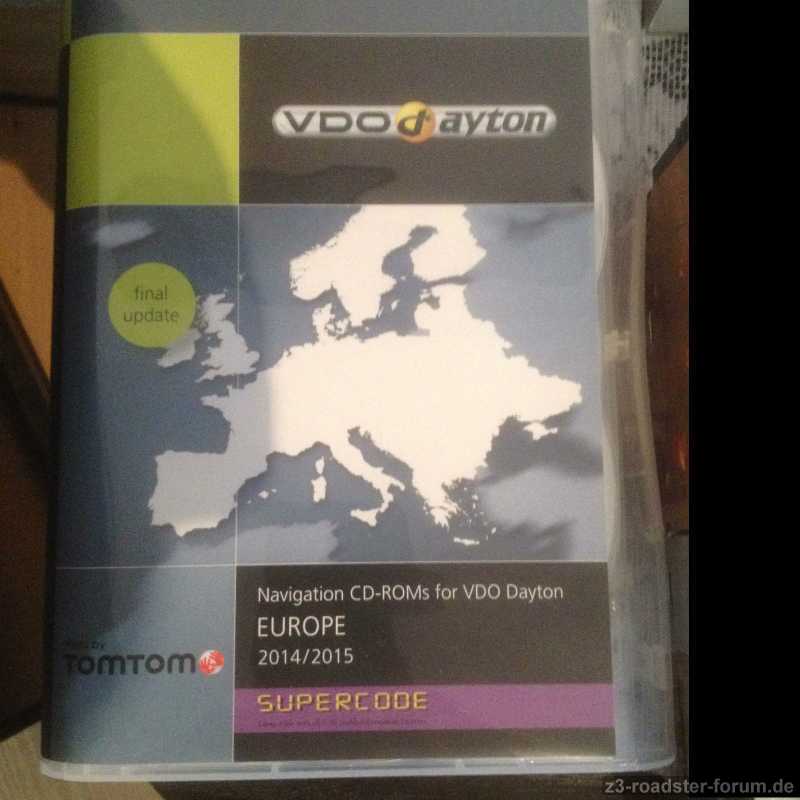 VDO dayton
final
update
Navigation CD-ROMs for VDO Dayton
EUROPE
2014/2015
by
TOMTOM
SUPERCODE
z3-roadster-forum.de